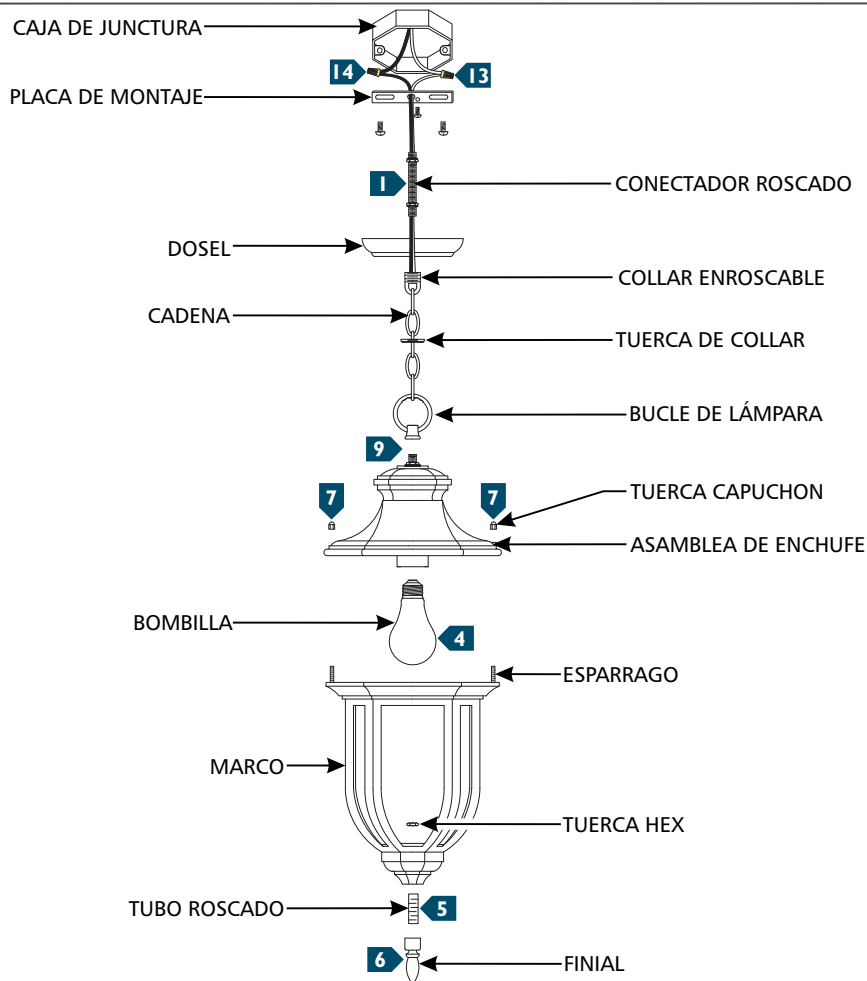 CAJA DE JUNCTURA
14
13
PLACA DE MONTAJE
1
CONECTADOR ROSCADO
DOSEL
COLLAR ENROSCABLE
CADENA
TUERCA DE COLLAR
BUCLE DE LÁMPARA
9
7
7
TUERCA CAPUCHON
ASAMBLEA DE ENCHUFE
BOMBILLA
4
ESPARRAGO
MARCO
TUERCA HEX
TUBO ROSCADO
5
6
FINIAL